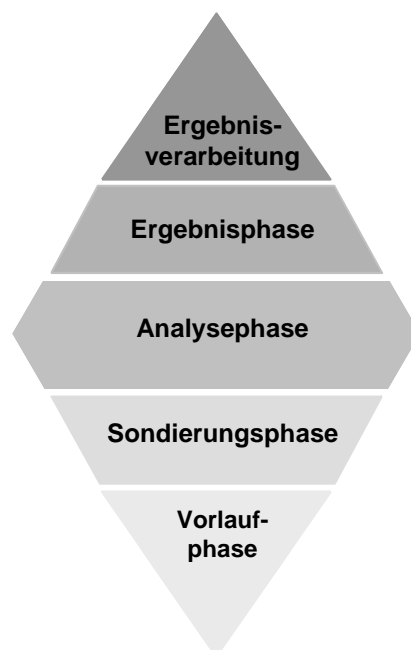 Ergebnis-
verarbeitung
Ergebnisphase
Analysephase
Sondierungsphase
Vorlauf-
phase